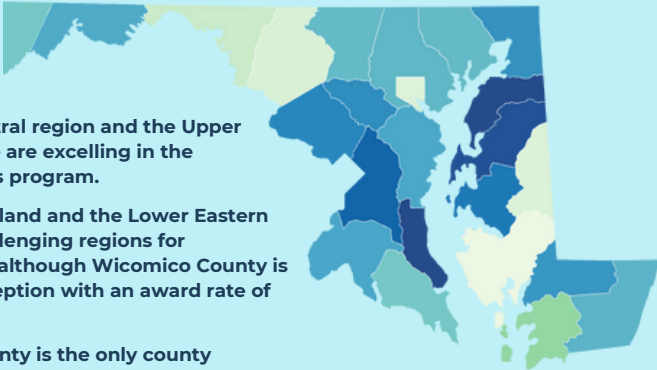 tral region and the Upper
are excelling in the
s program.
land and the Lower Eastern
lenging regions for
although Wicomico County is
eption with an award rate of
nty is the only county